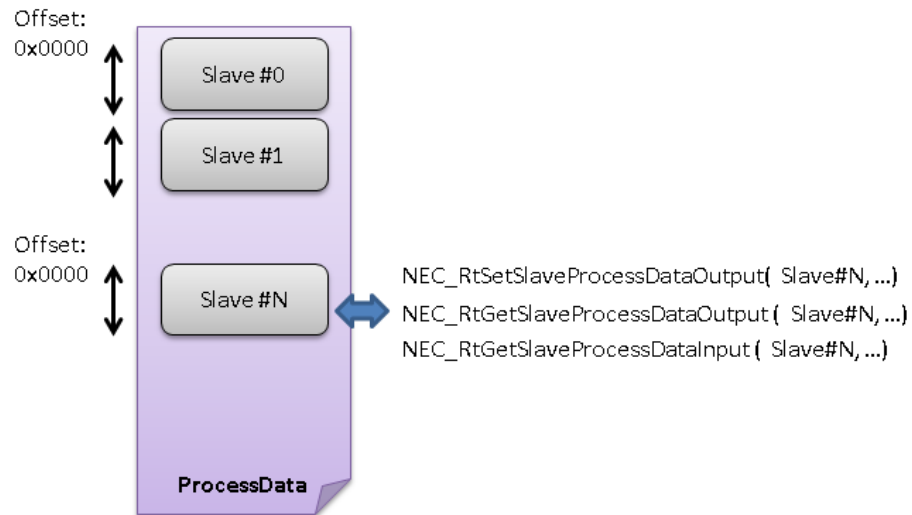 Offset:
0x0000
Slave #0
Slave #1
Offset:
0x0000
Slave #N
NEC_RtSetSlaveProcessDataOutput( Slave#N, ...)
NEC_RtGetSlaveProcessDataOutput ( Slave#N, ...)
NEC_RtGetSlaveProcessDataInput ( Slave#N, ...)
ProcessData